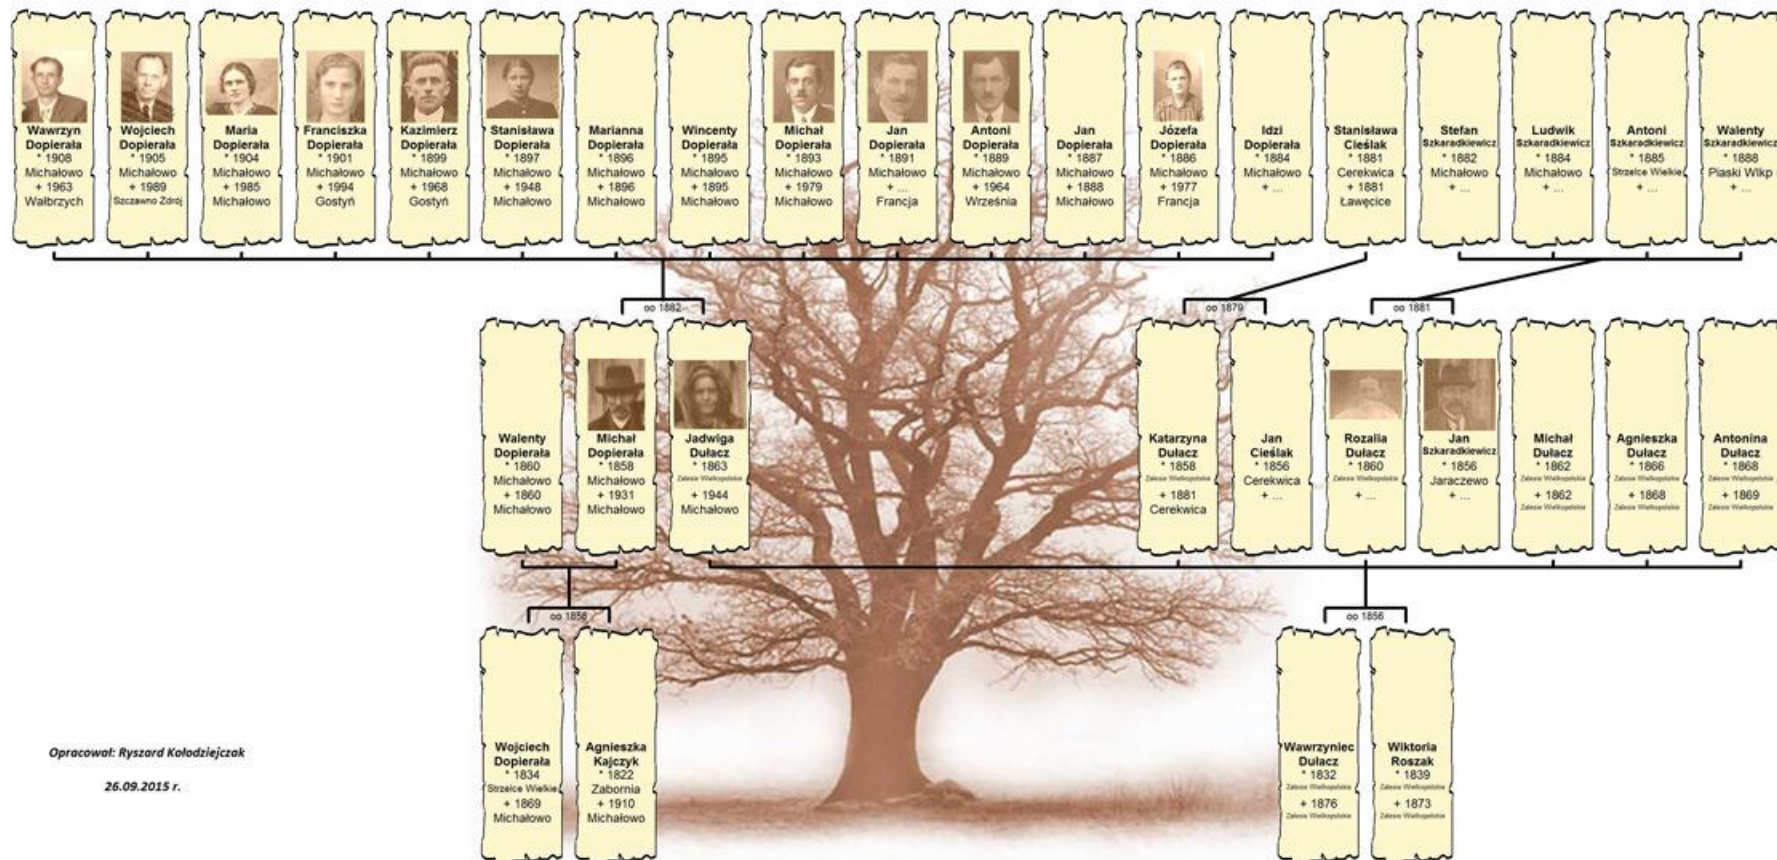 Wawrzyn
Dopierała
* 1908
Michałowo
+ 1963
Wałbrzych
Wojciech
Dopierała
* 1905
Michałowo
+ 1989
Szczawno Zdrój
Maria
Dopierała
* 1904
Michałowo
+ 1985
Michałowo
Franciszka
Dopierała
* 1901
Michałowo
+ 1994
Gostyń
Kazimierz
Dopierała
* 1899
Michałowo
+ 1968
Gostyń
Stanisława
Dopierała
* 1897
Michałowo
+ 1948
Michałowo
Marianna
Dopierała
* 1896
Michałowo
+ 1896
Michałowo
Wincenty
Dopierała
* 1895
Michałowo
+ 1895
Michałowo
Michał
Dopierała
* 1893
Michałowo
+ 1979
Michałowo
Jan
Dopierała
* 1891
Michałowo
+ ...
Francja
Antoni
Dopierała
* 1889
Michałowo
+ 1964
Września
Jan
Dopierała
* 1887
Michałowo
+ 1888
Michałowo
Józefa
Dopierała
* 1886
Michałowo
+ 1977
Francja
Idzi
Dopierała
* 1884
Michałowo
+ ...
Stanisława
Cieślak
* 1881
Cerekwica
+ 1881
Ławęcice
Stefan
Szkaradkiewicz
* 1882
Michałowo
+ ...
Ludwik
Szkaradkiewicz
* 1884
Michałowo
+ ...
Antoni
Szkaradkiewicz
* 1885
Strzelce Wielkie
+ ...
Walenty
Szkaradkiewicz
* 1888
Piaski Wlkp
+ ...
oo 1882
oo 1879
oo 1881
Walenty
Dopierała
* 1860
Michałowo
+ 1860
Michałowo
Michał
Dopierała
* 1858
Michałowo
+ 1931
Michałowo
Jadwiga
Dułacz
* 1863
Zalesie Wielkopolskie
+ 1944
Michałowo
Katarzyna
Dułacz
* 1858
Zalesie Wielkopolskie
+ 1881
Cerekwica
Jan
Cieślak
* 1856
Cerekwica
+ ...
Rozalia
Dułacz
* 1860
Zalesie Wielkopolskie
+ ...
Jan
Szkaradkiewicz
* 1856
Jaraczewo
+ ...
Michał
Dułacz
* 1862
Zalesie Wielkopolskie
+ 1862
Zalesie Wielkopolskie
Agnieszka
Dułacz
* 1866
Zalesie Wielkopolskie
+ 1868
Zalesie Wielkopolskie
Antonina
Dułacz
* 1868
Zalesie Wielkopolskie
+ 1869
Zalesie Wielkopolskie
oo 1856
Wojciech
Dopierała
* 1834
Strzelce Wielkie
+ 1869
Michałowo
Agnieszka
Kajczyk
* 1822
Zabornia
+ 1910
Michałowo
Wawrzyniec
Dułacz
* 1832
Zalesie Wielkopolskie
+ 1876
Zalesie Wielkopolskie
Wiktoria
Roszak
* 1839
Zalesie Wielkopolskie
+ 1873
Zalesie Wielkopolskie
Opracował: Ryszard Kołodziejczak
26.09.2015 r.